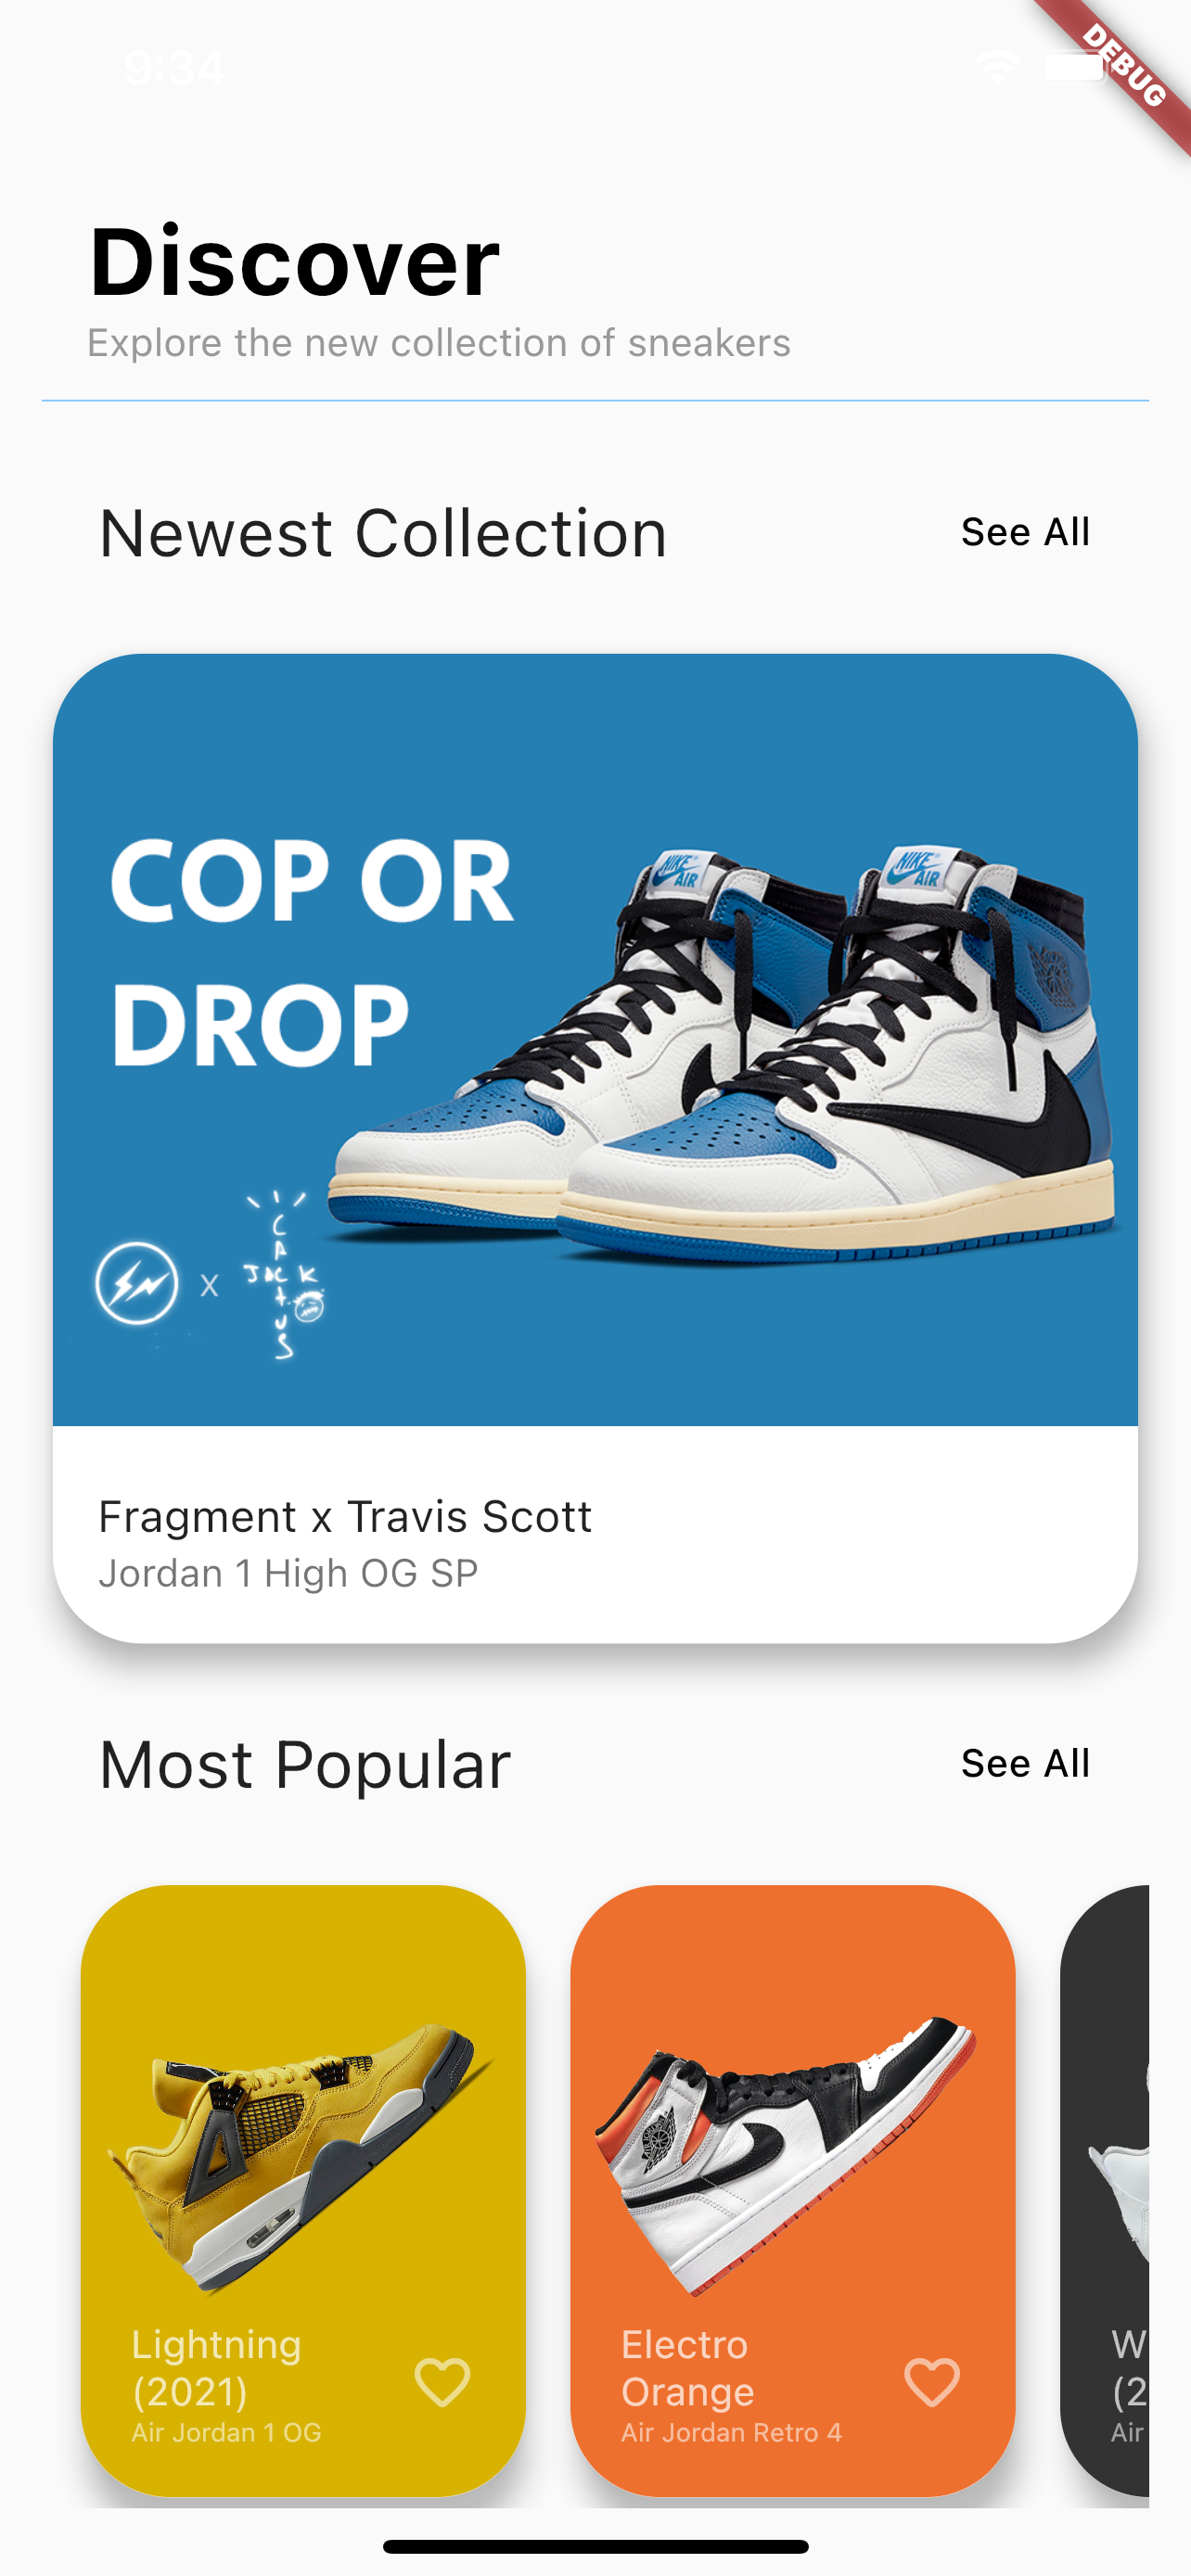 9:34
DEBUG
Discover
Explore the new collection of sneakers
Newest Collection
See All
COP OR
DROP
NIKE
AIR
NIKE
AIR
X
CACTUS
JACK
Fragment x Travis Scott
Jordan 1 High OG SP
Most Popular
See All
Lightning
(2021)
Air Jordan 1 OG
Electro
Orange
Air Jordan Retro 4
W
(2
Air